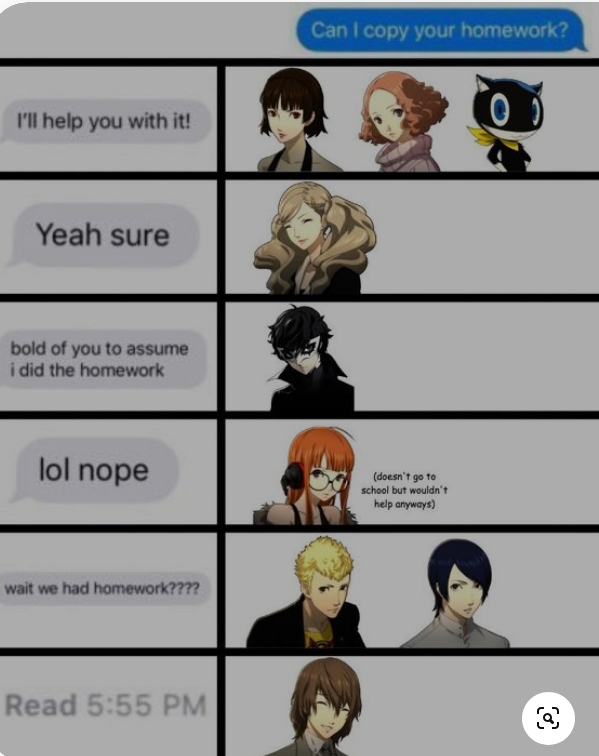 Can I copy your homework?
I'll help you with it!
Yeah sure
bold of you to assume
i did the homework
lol nope
(doesn't go to
school but wouldn't
help anyways)
wait we had homework????
Read 5:55 PM